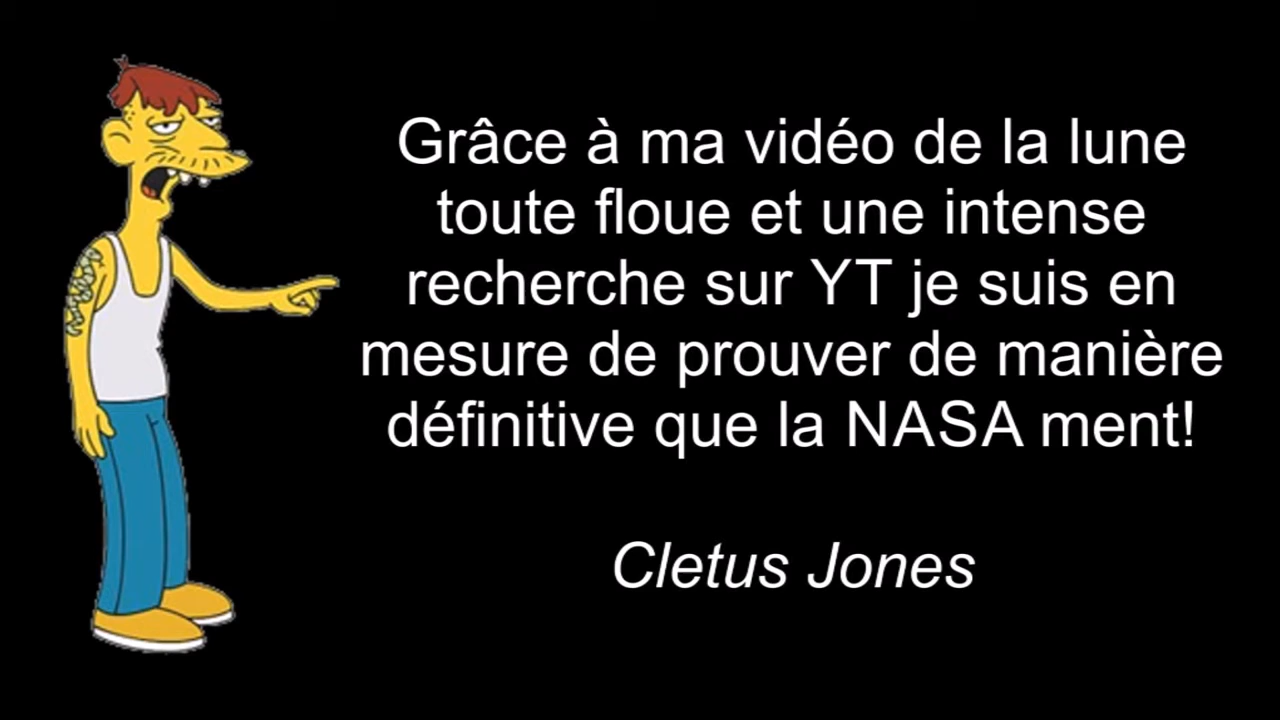 Grâce à ma vidéo de la lune
toute floue et une intense
recherche sur YT je suis en
mesure de prouver de manière
définitive que la NASA ment!
Cletus Jones